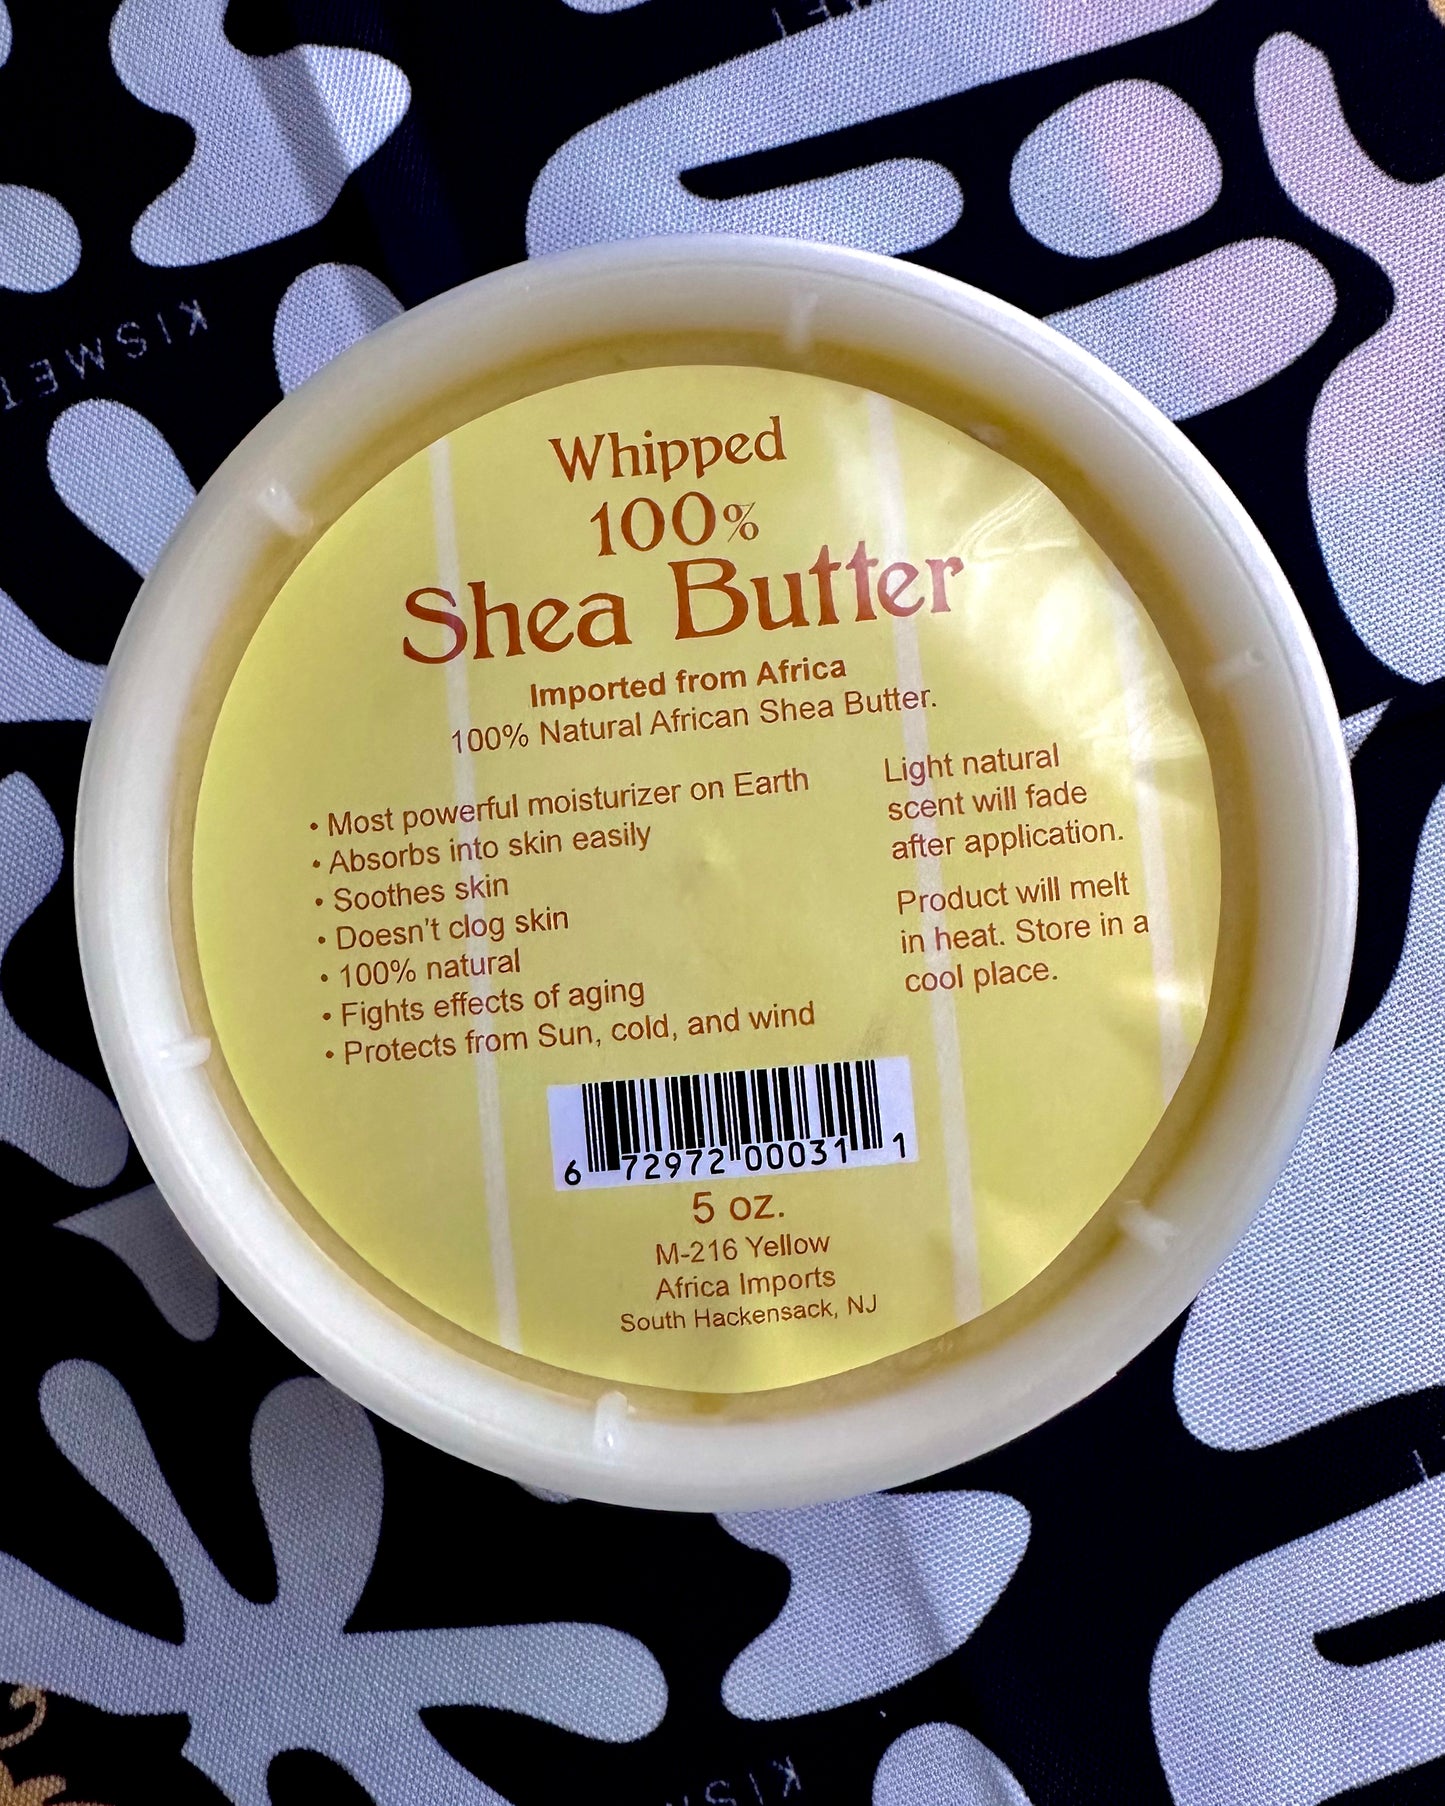 KISMET
Whipped
100%
Shea Butter
Imported from Africa
100% Natural African Shea Butter.
• Most powerful moisturizer on Earth
• Absorbs into skin easily
• Soothes skin
• Doesn't clog skin
• 100% natural
• Fights effects of aging
• Protects from Sun, cold, and wind
Light natural
scent will fade
after application.
Product will melt
in heat. Store in a
cool place.
6 72972 00031 1
5 oz.
M-216 Yellow
Africa Imports
South Hackensack, NJ